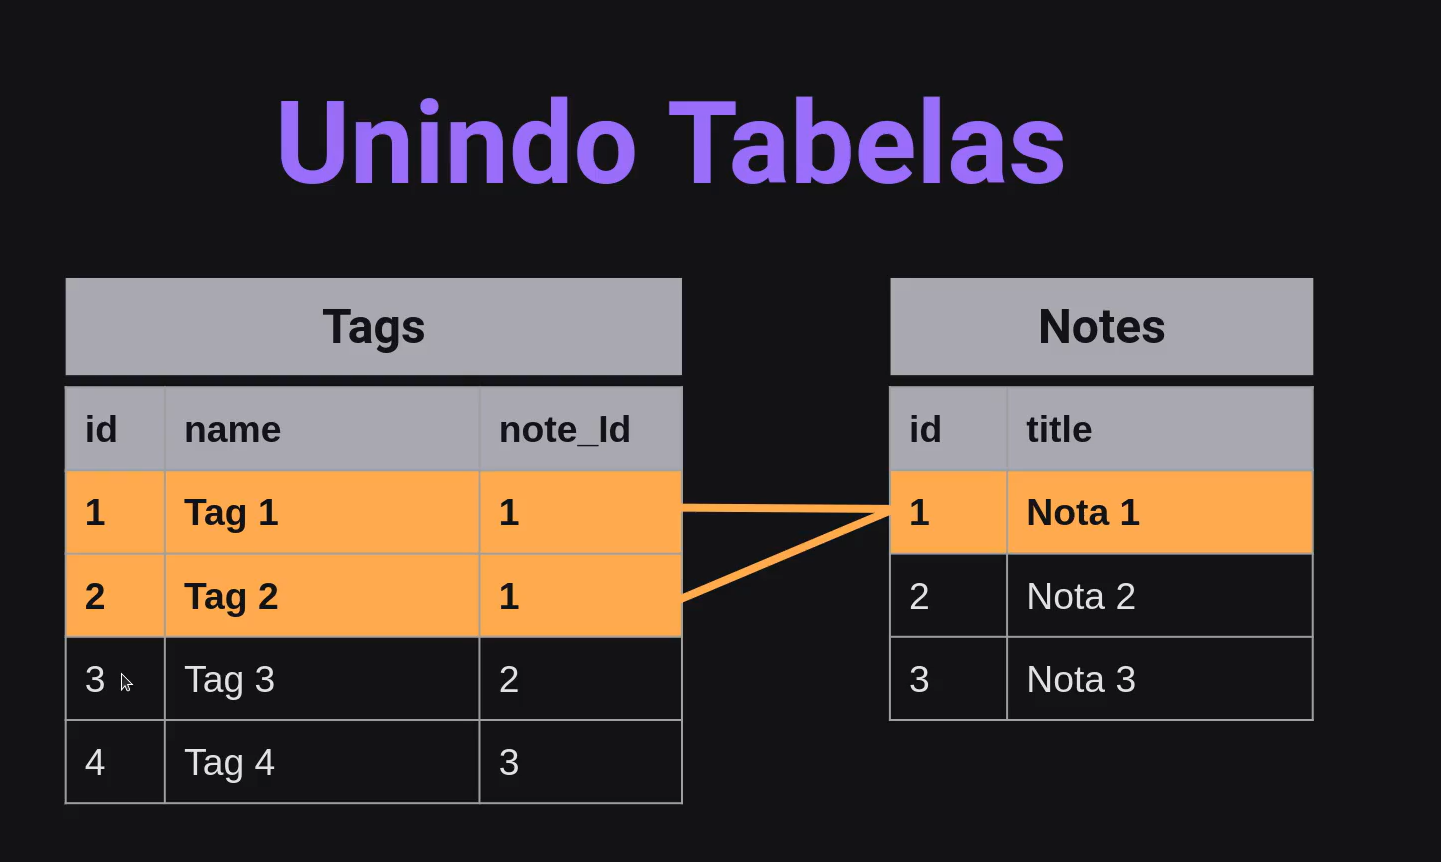 Unindo Tabelas
Tags
id name note_Id
1 Tag 1 1
2 Tag 2 1
3 Tag 3 2
4 Tag 4 3
Notes
id title
1 Nota 1
2 Nota 2
3 Nota 3